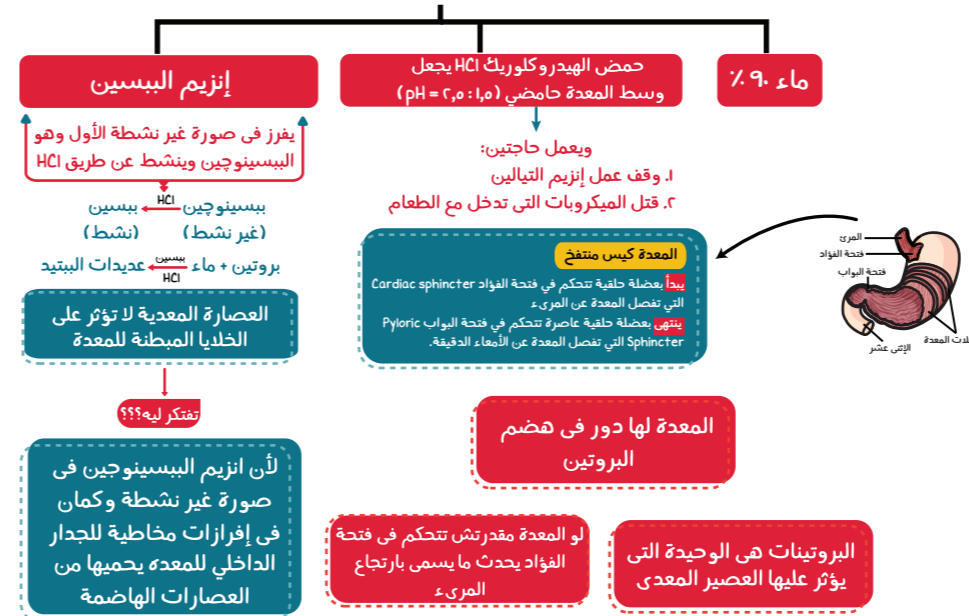 ماء ٩٠ ٪
حمض الهيدروكلوريك HCl يجعل
وسط المعدة حامضي (pH = ٢,٥ : ١,٥)
ويعمل حاجتين:
١. وقف عمل إنزيم التيالين
٢. قتل الميكروبات التى تدخل مع الطعام
إنزيم الببسين
يفرز فى صورة غير نشطة الأول وهو
الببسينوچين وينشط عن طريق HCl
ببسينوچين HCl ببسين
(غير نشط) (نشط)
بروتين + ماء ببسين HCl عديدات الببتيد
العصارة المعدية لا تؤثر على
الخلايا المبطنة للمعدة
تفتكر ليه؟؟؟
لأن انزيم الببسينوجين فى
صورة غير نشطة وكمان
فى إفرازات مخاطية للجدار
الداخلي للمعده يحميها من
العصارات الهاضمة
المعدة كيس منتفخ
يبدأ بعضلة حلقية تتحكم في فتحة الفؤاد Cardiac sphincter
التي تفصل المعدة عن المرىء
ينتهى بعضلة حلقية عاصرة تتحكم في فتحة البواب Pyloric
Sphincter التي تفصل المعدة عن الأمعاء الدقيقة.
المرئ
فتحة الفؤاد
فتحة البواب
لات المعدة
الإثنى عشر
المعدة لها دور فى هضم
البروتين
البروتينات هى الوحيدة التى
يؤثر عليها العصير المعدى
لو المعدة مقدرتش تتحكم فى فتحة
الفؤاد يحدث ما يسمى بارتجاع
المرىء